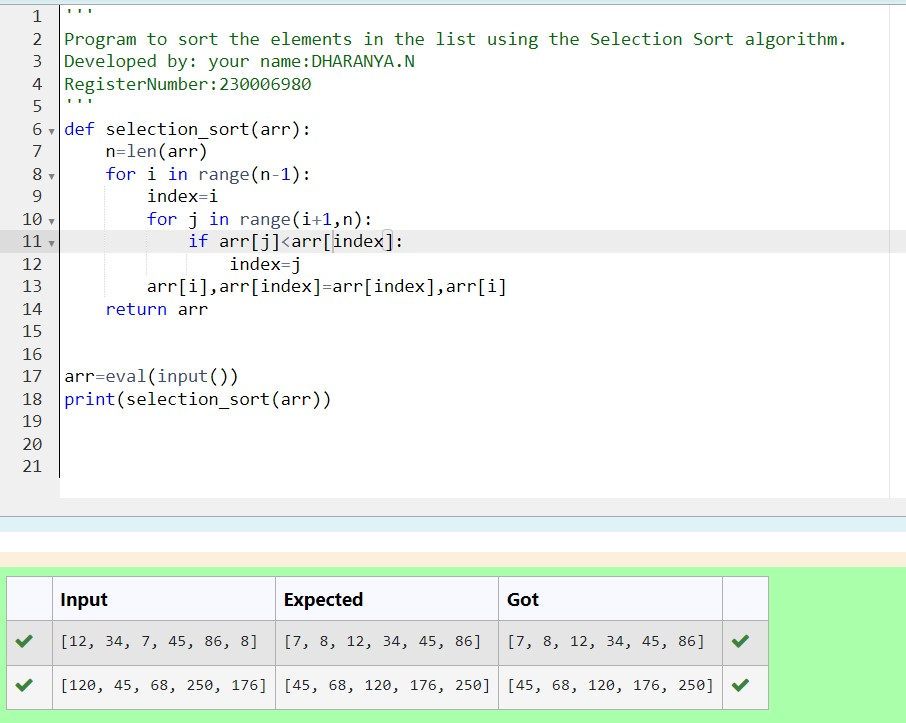 1 '''
2 Program to sort the elements in the list using the Selection Sort algorithm.
3 Developed by: your name:DHARANYA.N
4 RegisterNumber:230006980
5 '''
6 def selection_sort(arr):
7     n=len(arr)
8     for i in range(n-1):
9         index=i
10         for j in range(i+1,n):
11             if arr[j]<arr[index]:
12                 index=j
13         arr[i],arr[index]=arr[index],arr[i]
14     return arr
15
16
17 arr=eval(input())
18 print(selection_sort(arr))
19
20
21
Input Expected Got
[12, 34, 7, 45, 86, 8] [7, 8, 12, 34, 45, 86] [7, 8, 12, 34, 45, 86]
[120, 45, 68, 250, 176] [45, 68, 120, 176, 250] [45, 68, 120, 176, 250]